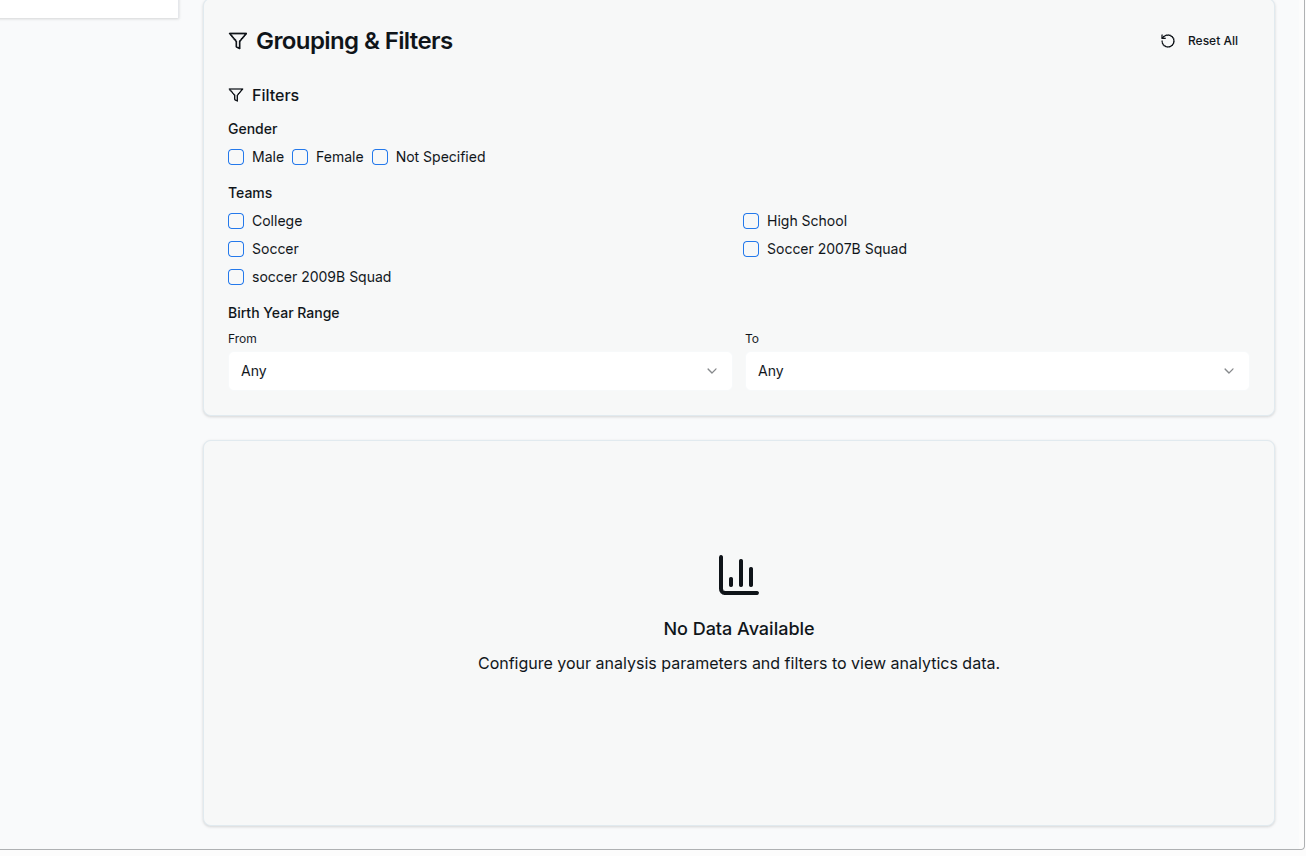 Grouping & Filters
Reset All
Filters
Gender
Male Female Not Specified
Teams
College High School
Soccer Soccer 2007B Squad
soccer 2009B Squad
Birth Year Range
From To
Any Any
No Data Available
Configure your analysis parameters and filters to view analytics data.